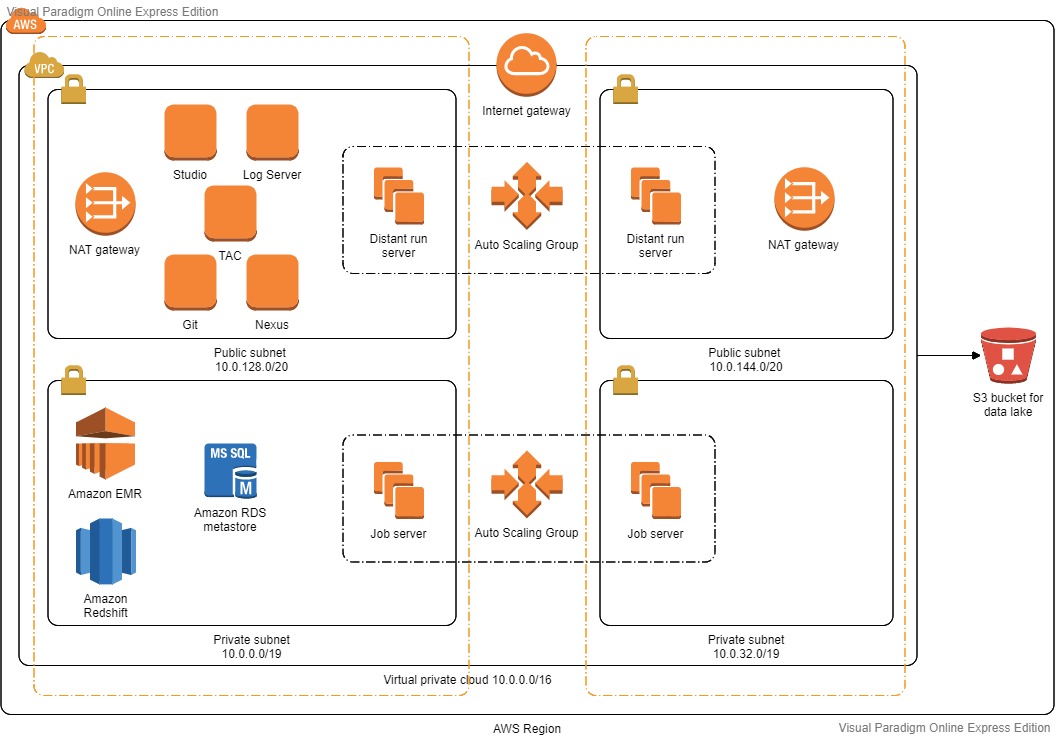 Visual Paradigm Online Express Edition
AWS
VPC
Internet gateway
Studio
Log Server
NAT gateway
TAC
Git
Nexus
Distant run
server
Auto Scaling Group
Distant run
server
NAT gateway
Public subnet
10.0.128.0/20
Public subnet
10.0.144.0/20
S3 bucket for
data lake
Amazon EMR
MS SQL
M
Amazon RDS
metastore
Amazon
Redshift
Job server
Auto Scaling Group
Job server
Private subnet
10.0.0.0/19
Private subnet
10.0.32.0/19
Virtual private cloud 10.0.0.0/16
AWS Region
Visual Paradigm Online Express Edition